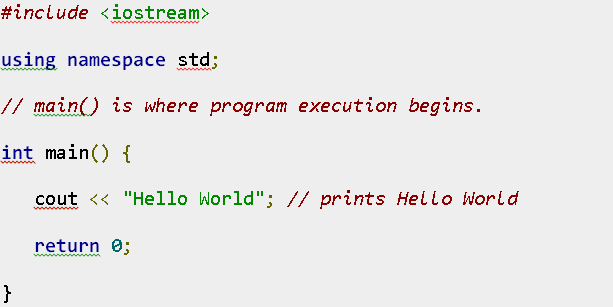 #include <iostream>
using namespace std;
// main() is where program execution begins.
int main() {
cout << "Hello World"; // prints Hello World
return 0;
}